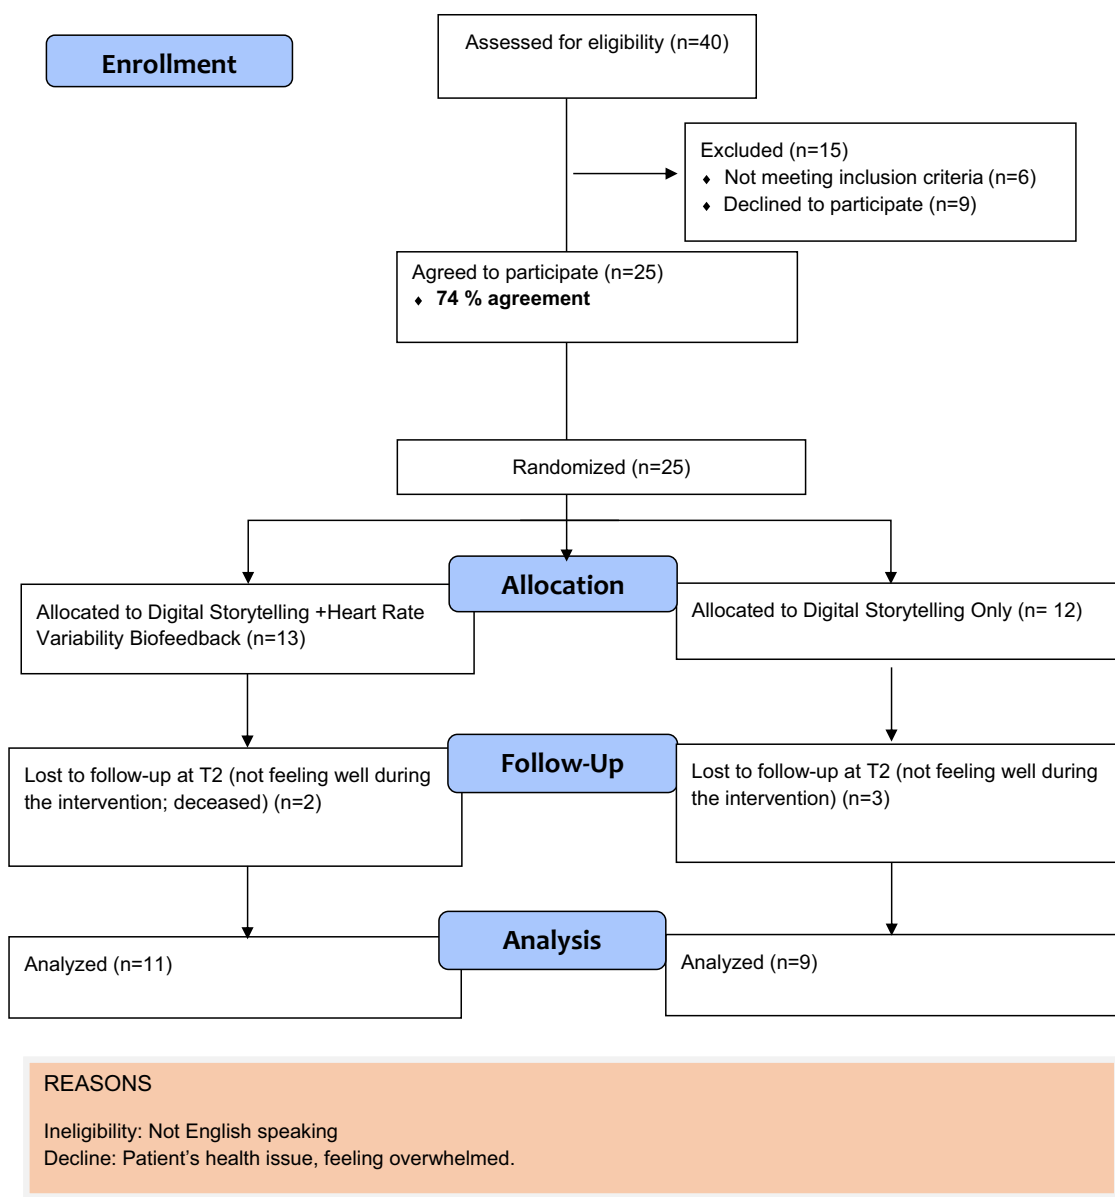 Assessed for eligibility (n=40)
Enrollment
Excluded (n=15)
♦ Not meeting inclusion criteria (n=6)
♦ Declined to participate (n=9)
Agreed to participate (n=25)
♦ 74 % agreement
Randomized (n=25)
Allocation
Allocated to Digital Storytelling +Heart Rate
Variability Biofeedback (n=13)
Allocated to Digital Storytelling Only (n= 12)
Follow-Up
Lost to follow-up at T2 (not feeling well during
the intervention; deceased) (n=2)
Lost to follow-up at T2 (not feeling well during
the intervention) (n=3)
Analysis
Analyzed (n=11)
Analyzed (n=9)
REASONS
Ineligibility: Not English speaking
Decline: Patient’s health issue, feeling overwhelmed.